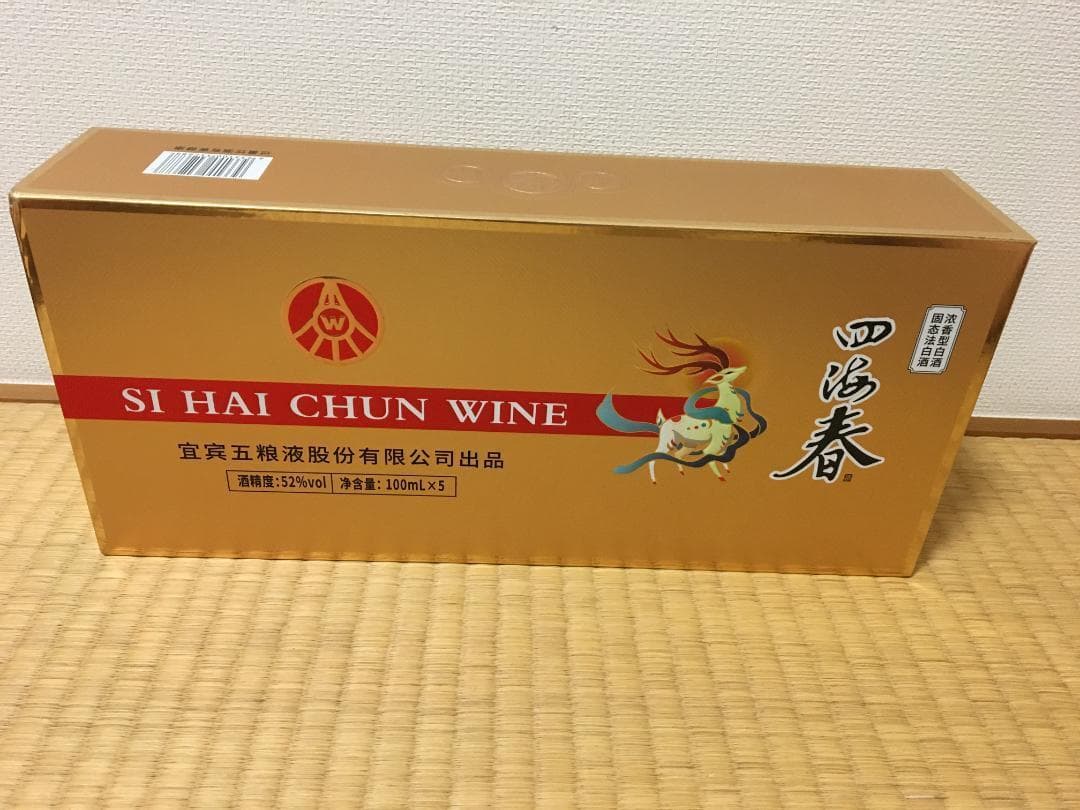 W
SI HAI CHUN WINE
宜宾五粮液股份有限公司出品
酒精度:52%vol 净含量: 100mL×5
四海春
浓香型白酒
固态法白酒